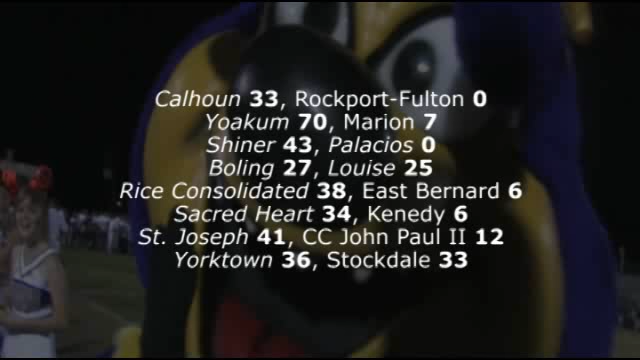 Calhoun 33, Rockport-Fulton 0
Yoakum 70, Marion 7
Shiner 43, Palacios 0
Boling 27, Louise 25
Rice Consolidated 38, East Bernard 6
Sacred Heart 34, Kenedy 6
St. Joseph 41, CC John Paul II 12
Yorktown 36, Stockdale 33